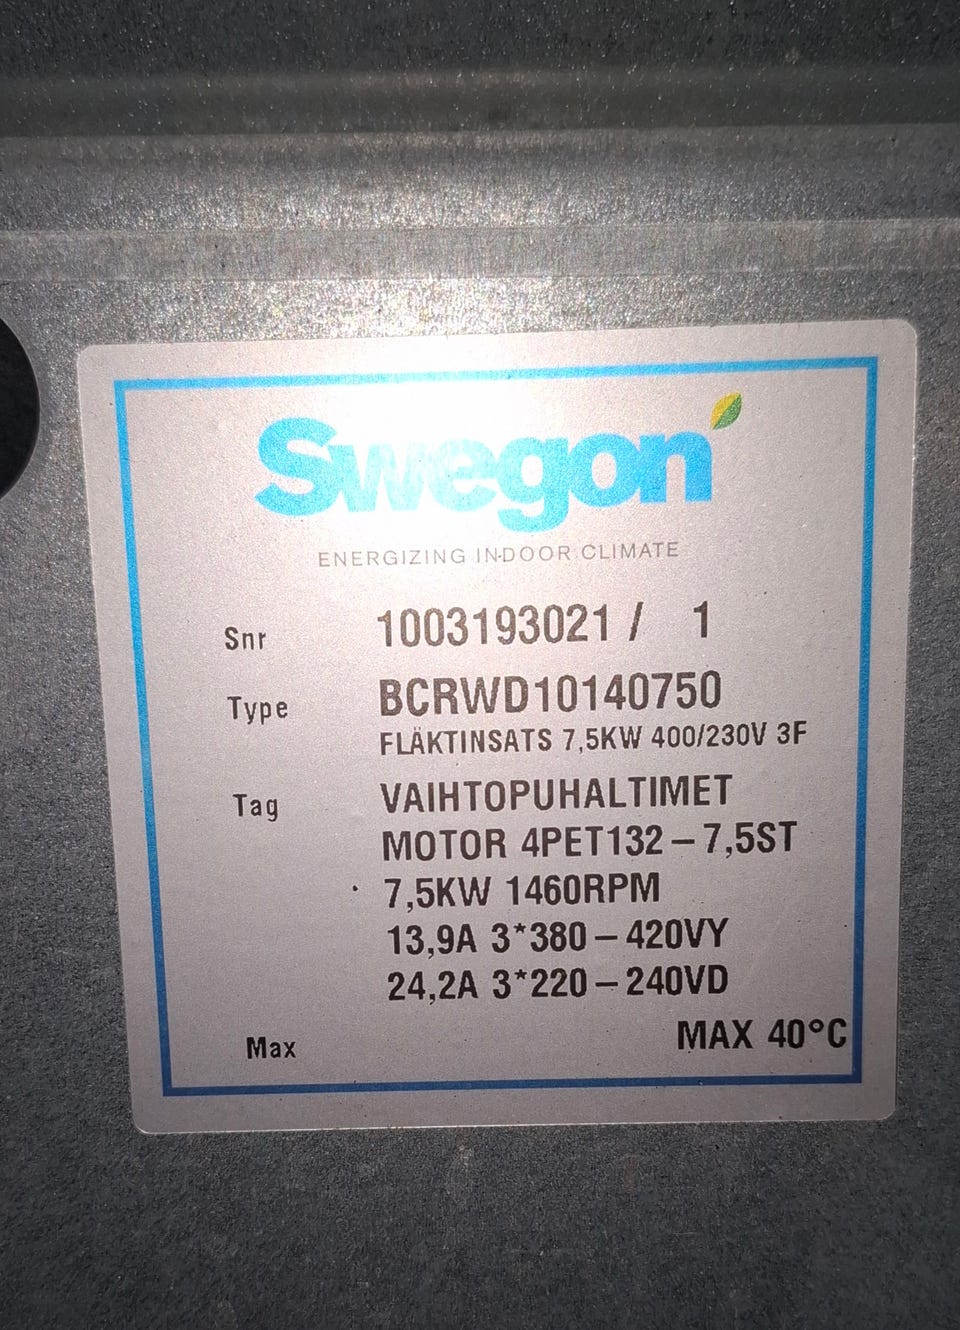 Swegon
ENERGIZING INDOOR CLIMATE
Snr 1003193021 / 1
Type BCRWD10140750
FLÄKTINSATS 7,5KW 400/230V 3F
Tag VAIHTOPUHALTIMET
MOTOR 4PET132-7,5ST
7,5KW 1460RPM
13,9A 3*380-420VY
24,2A 3*220-240VD
Max MAX 40°C